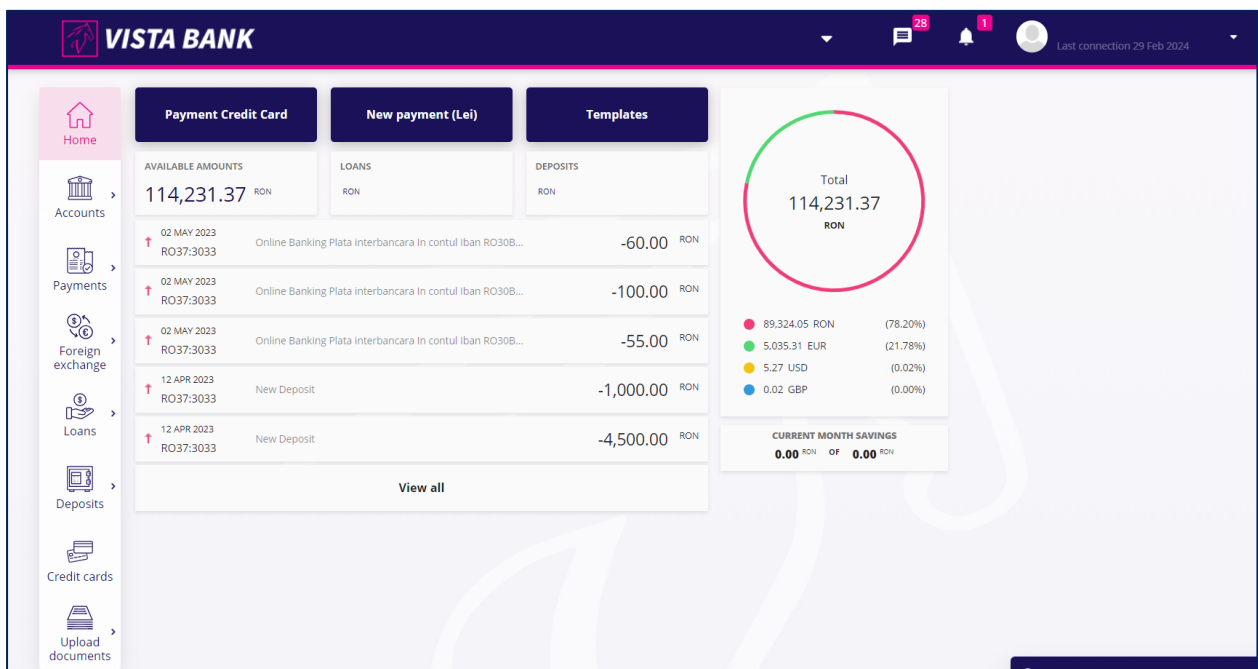 VISTA BANK
28
1
Last connection 29 Feb 2024
Home
Accounts
Payments
Foreign
exchange
Loans
Deposits
Credit cards
Upload
documents
Payment Credit Card
New payment (Lei)
Templates
AVAILABLE AMOUNTS
114,231.37 RON
LOANS
RON
DEPOSITS
RON
02 MAY 2023
RO37:3033
Online Banking Plata interbancara In contul Iban RO30B...
-60.00 RON
02 MAY 2023
RO37:3033
Online Banking Plata interbancara In contul Iban RO30B...
-100.00 RON
02 MAY 2023
RO37:3033
Online Banking Plata interbancara In contul Iban RO30B...
-55.00 RON
12 APR 2023
RO37:3033
New Deposit
-1,000.00 RON
12 APR 2023
RO37:3033
New Deposit
-4,500.00 RON
View all
Total
114,231.37
RON
89,324.05 RON (78.20%)
5,035.31 EUR (21.78%)
5.27 USD (0.02%)
0.02 GBP (0.00%)
CURRENT MONTH SAVINGS
0.00 RON OF 0.00 RON